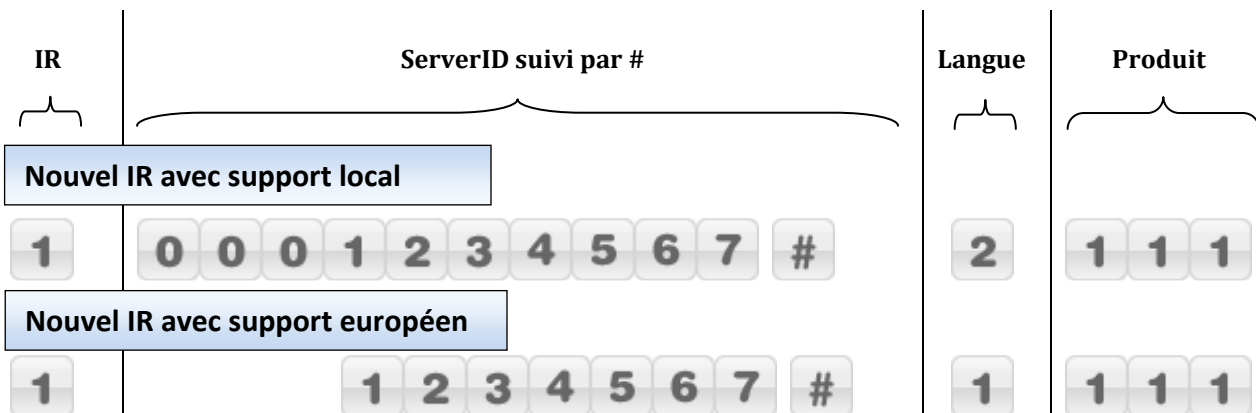 IR ServerID suivi par # Langue Produit
Nouvel IR avec support local
1 0 0 0 1 2 3 4 5 6 7 # 2 1 1 1
Nouvel IR avec support européen
1 1 2 3 4 5 6 7 # 1 1 1 1